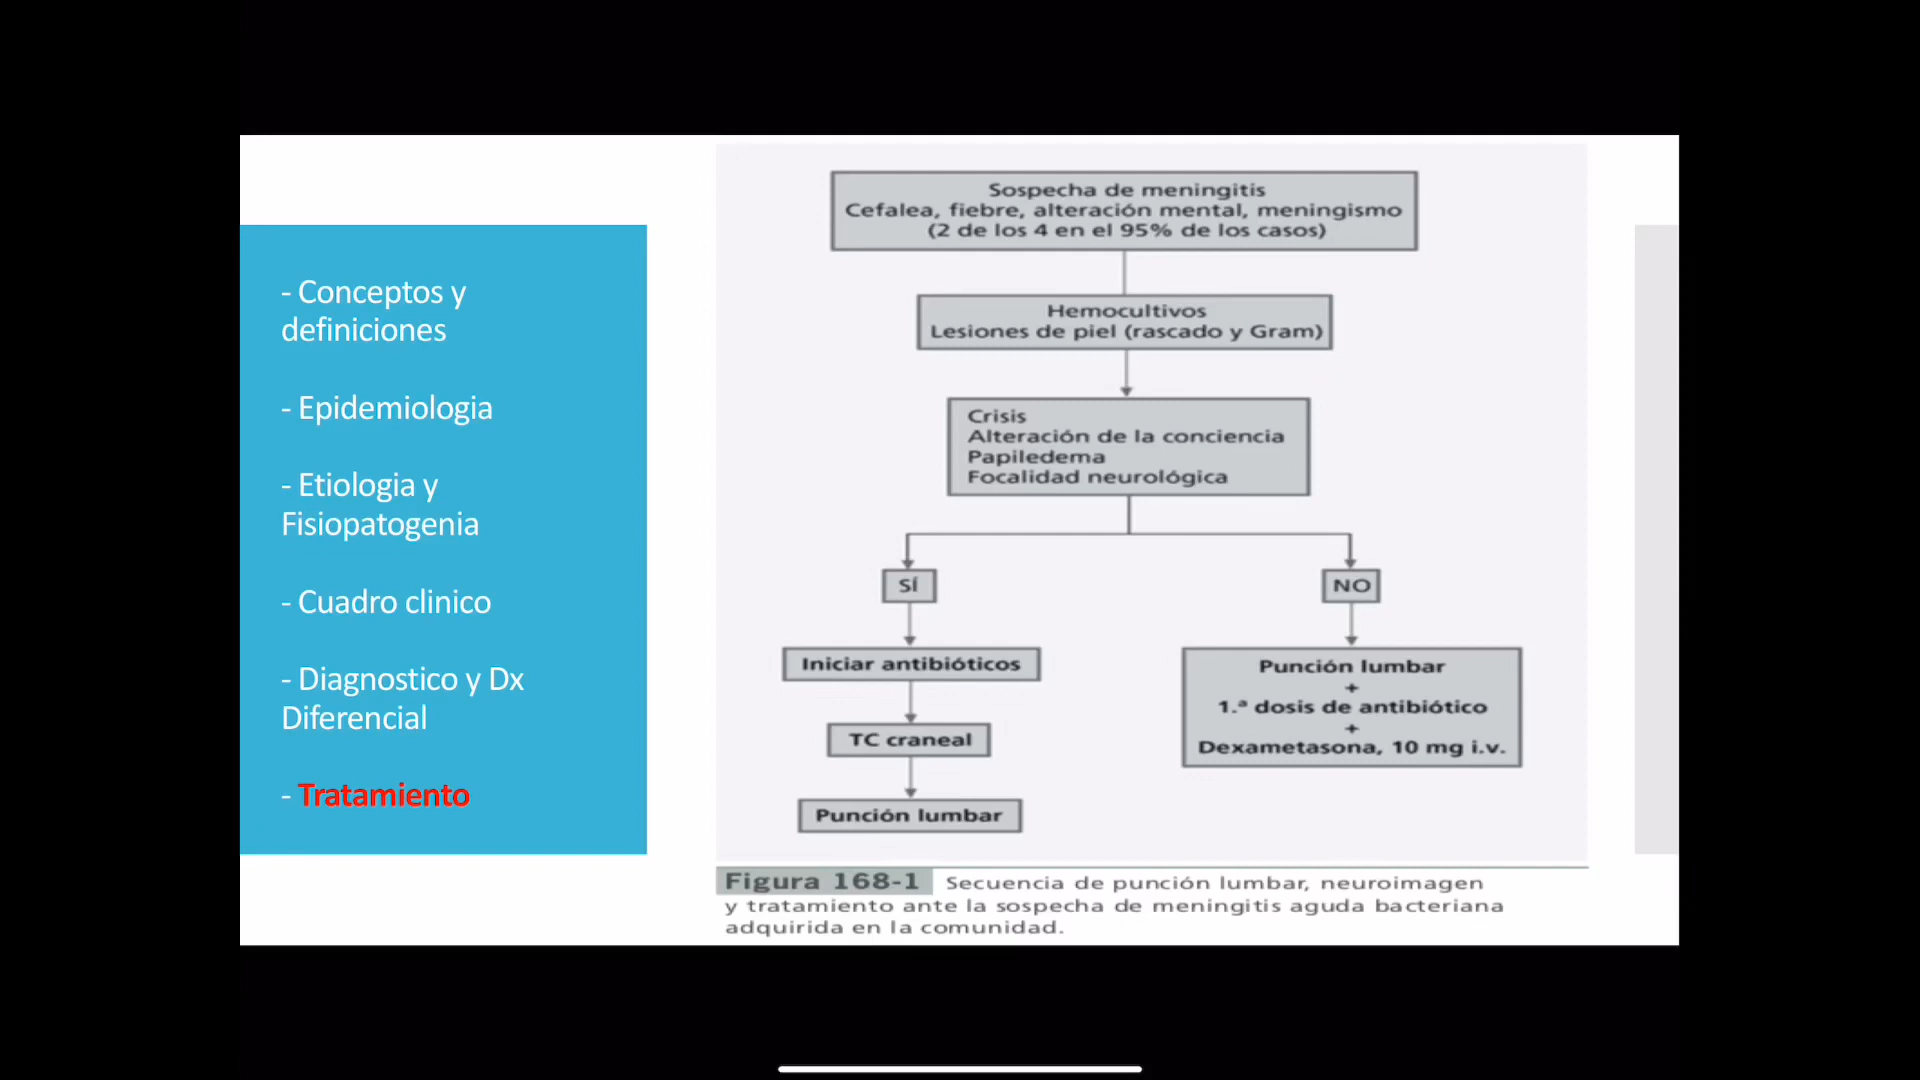 - Conceptos y
definiciones
- Epidemiologia
- Etiologia y
Fisiopatogenia
- Cuadro clinico
- Diagnostico y Dx
Diferencial
- Tratamiento
Sospecha de meningitis
Cefalea, fiebre, alteración mental, meningismo
(2 de los 4 en el 95% de los casos)
Hemocultivos
Lesiones de piel (rascado y Gram)
Crisis
Alteración de la conciencia
Papiledema
Focalidad neurológica
SÍ
NO
Iniciar antibióticos
TC craneal
Punción lumbar
Punción lumbar
+
1.ª dosis de antibiótico
+
Dexametasona, 10 mg i.v.
Figura 168-1 Secuencia de punción lumbar, neuroimagen
y tratamiento ante la sospecha de meningitis aguda bacteriana
adquirida en la comunidad.